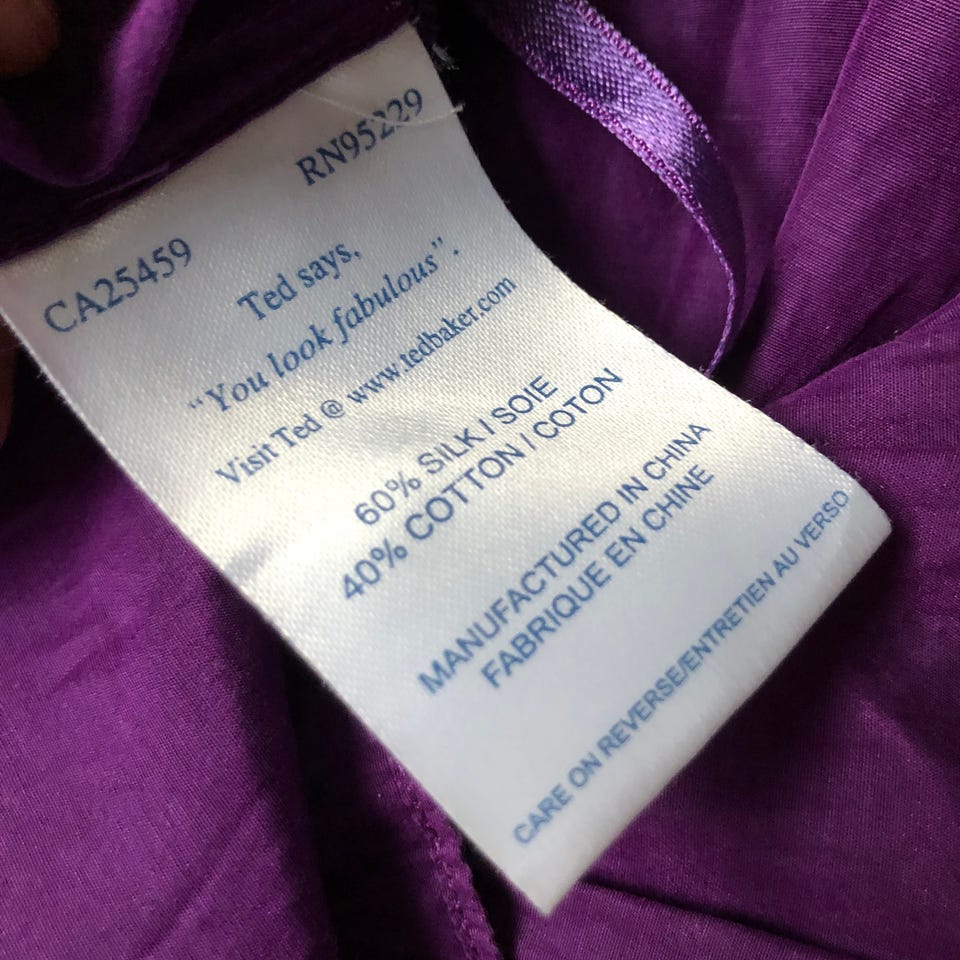 RN95229
CA25459
Ted says,
"You look fabulous".
Visit Ted @ www.tedbaker.com
60% SILK / SOIE
40% COTTON / COTON
MANUFACTURED IN CHINA
FABRIQUE EN CHINE
CARE ON REVERSE/ENTRETIEN AU VERSO